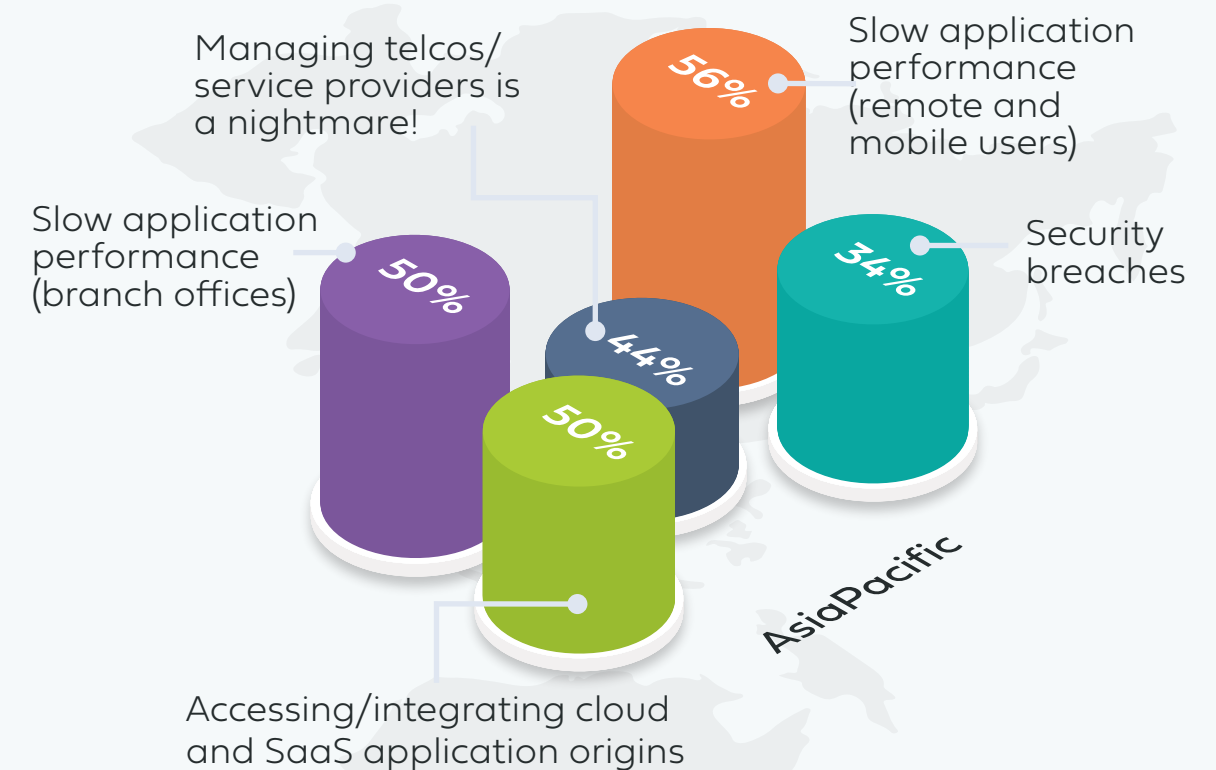 Managing telcos/
service providers is
a nightmare!
56%
Slow application
performance
(remote and
mobile users)
Slow application
performance
(branch offices)
50%
44%
34%
Security
breaches
50%
AsiaPacific
Accessing/integrating cloud
and SaaS application origins